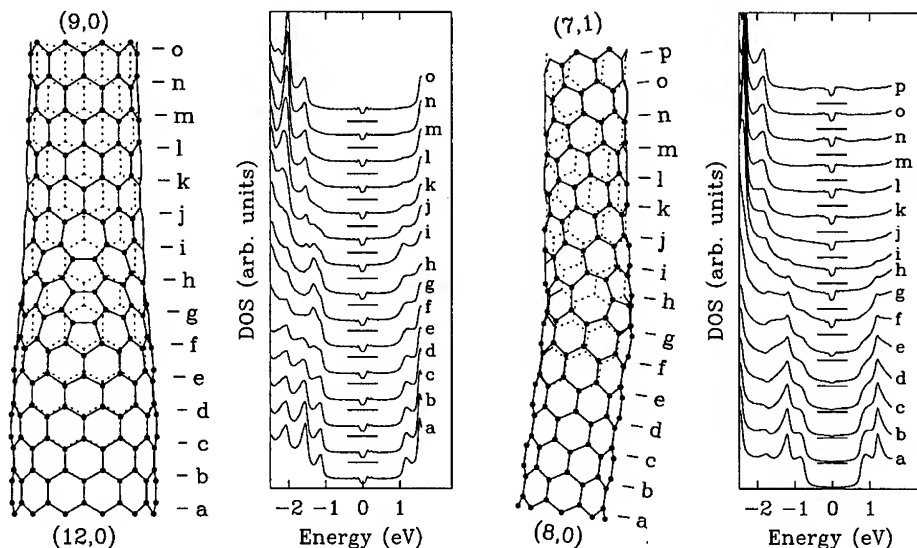 (9,0)
o
n
m
l
k
j
i
h
g
f
e
d
c
b
a
(12,0)
DOS (arb. units)
o
n
m
l
k
j
i
h
g
f
e
d
c
b
a
−2 −1 0 1
Energy (eV)
(7,1)
p
o
n
m
l
k
j
i
h
g
f
e
d
c
b
a
(8,0)
DOS (arb. units)
p
o
n
m
l
k
j
i
h
g
f
e
d
c
b
a
−2 −1 0 1
Energy (eV)